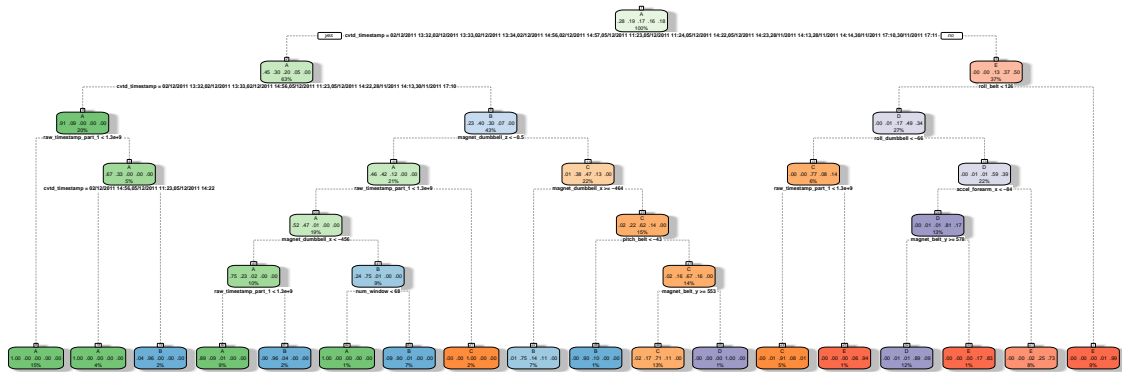 A
.28 .19 .17 .16 .18
100%
yes
cvtd_timestamp = 02/12/2011 13:32,02/12/2011 13:33,02/12/2011 13:34,02/12/2011 14:56,02/12/2011 14:57,05/12/2011 11:23,05/12/2011 11:24,05/12/2011 14:22,05/12/2011 14:23,28/11/2011 14:13,28/11/2011 14:14,30/11/2011 17:10,30/11/2011 17:11
no
A
.45 .30 .20 .05 .00
63%
E
.00 .00 .13 .37 .50
37%
cvtd_timestamp = 02/12/2011 13:32,02/12/2011 13:33,02/12/2011 14:56,05/12/2011 11:23,05/12/2011 14:22,28/11/2011 14:13,30/11/2011 17:10
roll_belt < 126
A
.91 .09 .00 .00 .00
20%
B
.23 .40 .30 .07 .00
43%
D
.00 .01 .17 .49 .34
27%
raw_timestamp_part_1 < 1.3e+9
magnet_dumbbell_z < −0.5
roll_dumbbell < −66
A
.67 .33 .00 .00 .00
5%
A
.46 .42 .12 .00 .00
21%
C
.01 .38 .47 .13 .00
22%
C
.00 .00 .77 .08 .14
6%
D
.00 .01 .01 .59 .39
22%
cvtd_timestamp = 02/12/2011 14:56,05/12/2011 11:23,05/12/2011 14:22
raw_timestamp_part_1 < 1.3e+9
magnet_dumbbell_x >= −464
raw_timestamp_part_1 < 1.3e+9
accel_forearm_x < −84
A
.52 .47 .01 .00 .00
19%
C
.02 .22 .62 .14 .00
15%
D
.00 .01 .01 .81 .17
13%
magnet_dumbbell_x < −456
pitch_belt < −43
magnet_belt_y >= 578
A
.75 .23 .02 .00 .00
10%
B
.24 .75 .01 .00 .00
9%
C
.02 .16 .67 .16 .00
14%
raw_timestamp_part_1 < 1.3e+9
num_window < 68
magnet_belt_y >= 553
A
1.00 .00 .00 .00 .00
15%
A
1.00 .00 .00 .00 .00
4%
B
.04 .96 .00 .00 .00
2%
A
.89 .09 .01 .00 .00
9%
B
.00 .96 .04 .00 .00
2%
A
1.00 .00 .00 .00 .00
1%
B
.09 .90 .01 .00 .00
7%
C
.00 .00 1.00 .00 .00
2%
B
.01 .75 .14 .11 .00
7%
B
.00 .90 .10 .00 .00
1%
C
.02 .17 .71 .11 .00
13%
D
.00 .00 .00 1.00 .00
1%
C
.00 .01 .91 .08 .01
5%
E
.00 .00 .00 .06 .94
1%
D
.00 .01 .01 .89 .09
12%
E
.00 .00 .00 .17 .83
1%
E
.00 .00 .02 .25 .73
8%
E
.00 .00 .00 .01 .99
9%